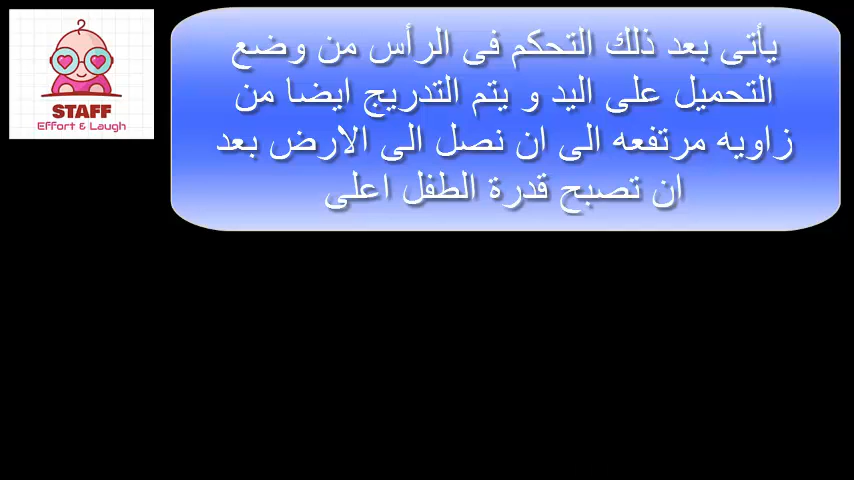 STAFF
Effort & Laugh
يأتى بعد ذلك التحكم فى الرأس من وضع
التحميل على اليد و يتم التدريج ايضا من
زاويه مرتفعه الى ان نصل الى الارض بعد
ان تصبح قدرة الطفل اعلى